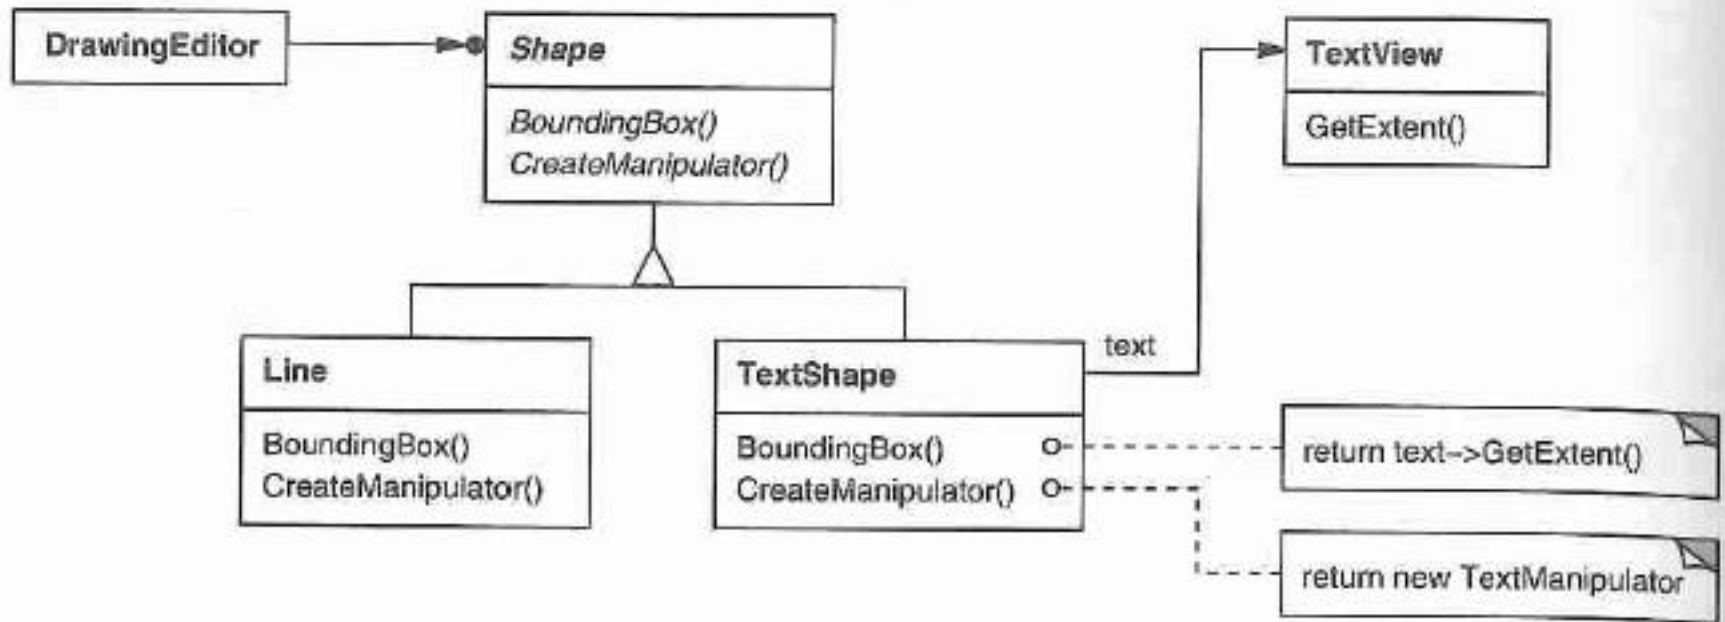 DrawingEditor
Shape
BoundingBox()
CreateManipulator()
TextView
GetExtent()
Line
BoundingBox()
CreateManipulator()
TextShape
BoundingBox()
CreateManipulator()
text
return text->GetExtent()
return new TextManipulator